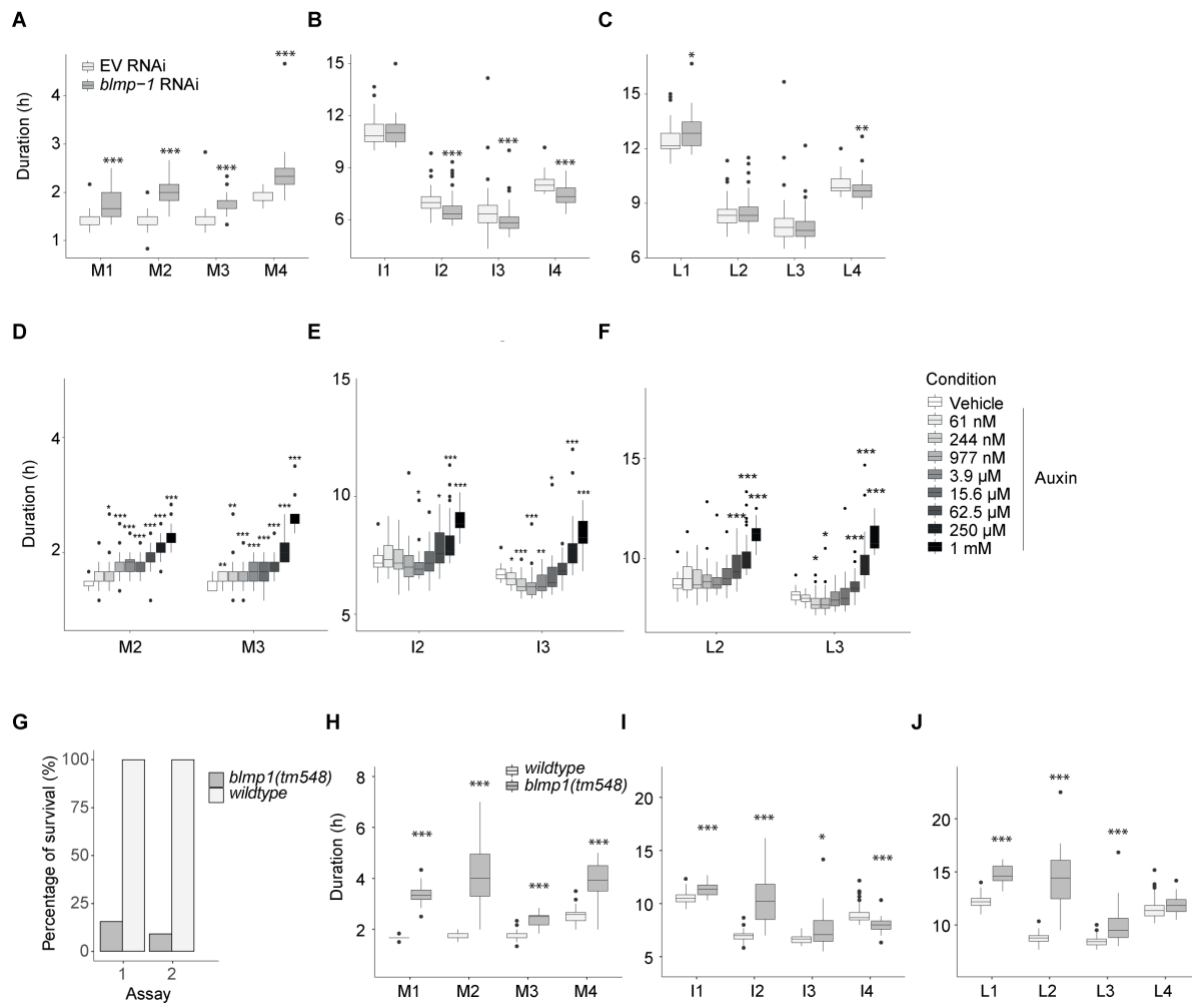 A
B
C
EV RNAi
blmp−1 RNAi
Duration (h)
4
3
2
1
***
***
***
***
M1 M2 M3 M4
15
12
9
6
***
***
***
I1 I2 I3 I4
15
12
9
6
*
**
L1 L2 L3 L4
D
E
F
Duration (h)
4
2
* *** *** *** *** *** ***
** ** *** *** *** *** *** ***
M2 M3
15
10
5
* * *** ***
* *** *** ** * *** ***
I2 I3
15
10
*** *** ***
* * *** *** ***
L2 L3
Condition
Vehicle
61 nM
244 nM
977 nM
3.9 µM
15.6 µM
62.5 µM
250 µM
1 mM
Auxin
G
H
I
J
Percentage of survival (%)
100
75
50
25
0
1 2
Assay
blmp1(tm548)
wildtype
Duration (h)
8
6
4
2
wildtype
blmp1(tm548)
***
***
***
***
M1 M2 M3 M4
20
15
10
5
***
***
*
***
I1 I2 I3 I4
20
15
10
***
***
***
L1 L2 L3 L4